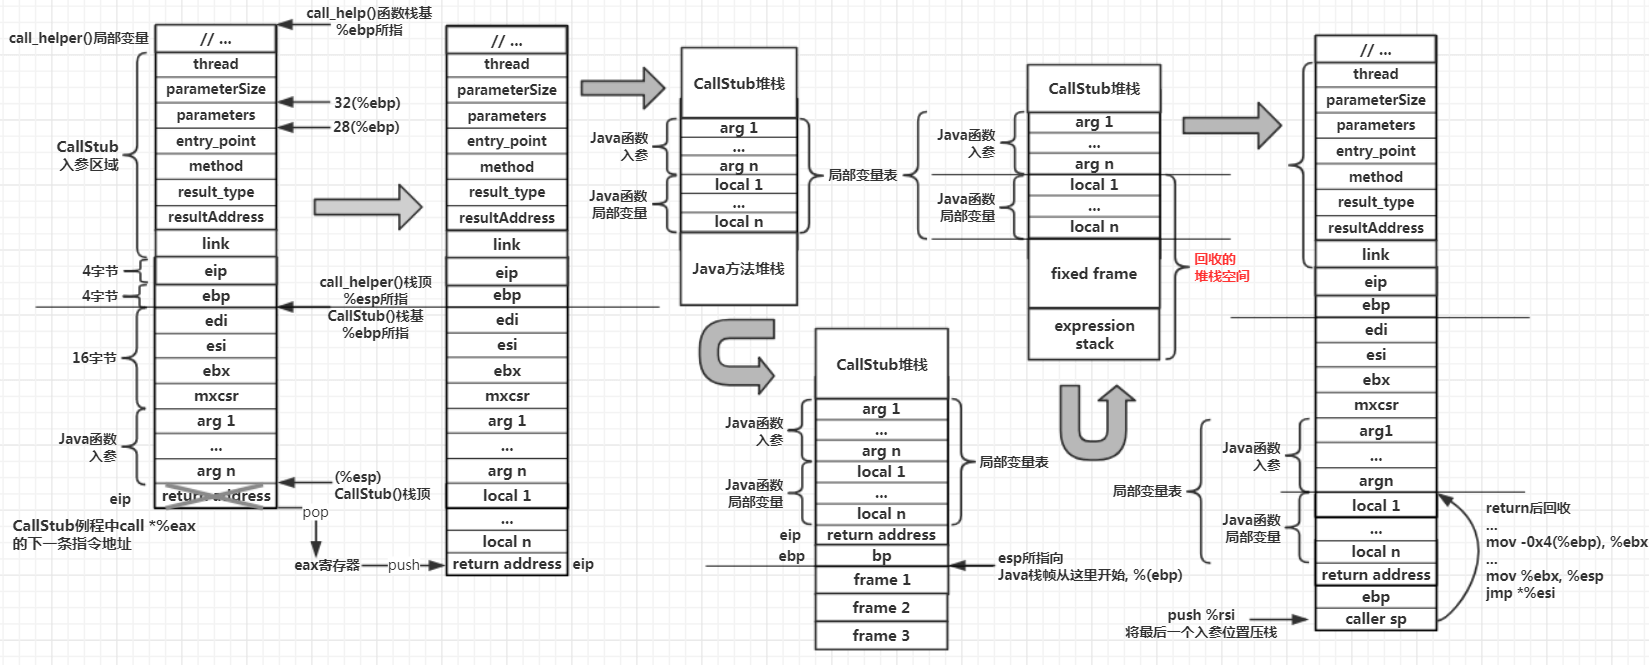 call_help()函数栈基
%ebp所指
call_helper()局部变量
// ...
thread
parameterSize
parameters
entry_point
method
result_type
resultAddress
link
eip
ebp
edi
esi
ebx
mxcsr
arg 1
...
arg n
return address
32(%ebp)
28(%ebp)
CallStub
入参区域
4字节
4字节
16字节
Java函数
入参
eip
CallStub例程中call *%eax
的下一条指令地址
call_helper()栈顶
%esp所指
CallStub()栈基
%ebp所指
(%esp)
CallStub()栈顶
pop
eax寄存器
push
// ...
thread
parameterSize
parameters
entry_point
method
result_type
resultAddress
link
eip
ebp
edi
esi
ebx
mxcsr
arg 1
...
arg n
local 1
...
local n
return address
eip
CallStub堆栈
arg 1
...
arg n
local 1
...
local n
Java方法堆栈
Java函数
入参
Java函数
局部变量
局部变量表
CallStub堆栈
arg 1
...
arg n
local 1
...
local n
return address
bp
frame 1
frame 2
frame 3
Java函数
入参
Java函数
局部变量
eip
ebp
局部变量表
esp所指向
Java栈帧从这里开始, %(ebp)
CallStub堆栈
arg 1
...
arg n
local 1
...
local n
fixed frame
expression
stack
Java函数
入参
Java函数
局部变量
回收的
堆栈空间
// ...
thread
parameterSize
parameters
entry_point
method
result_type
resultAddress
link
eip
ebp
edi
esi
ebx
mxcsr
arg1
...
argn
local 1
...
local n
return address
ebp
caller sp
Java函数
入参
局部变量表
Java函数
局部变量
push %rsi
将最后一个入参位置压栈
return后回收
...
mov -0x4(%ebp), %ebx
...
mov %ebx, %esp
jmp *%esi